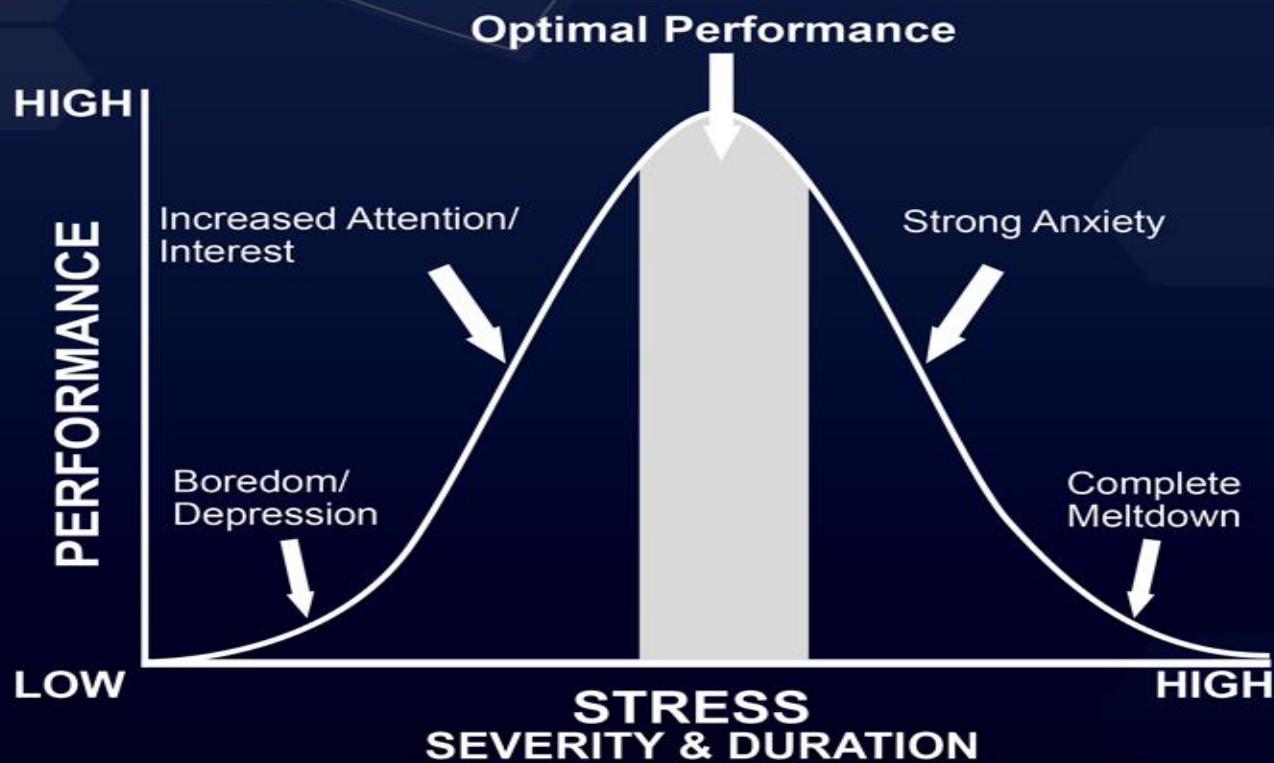 Optimal Performance
HIGH
PERFORMANCE
Increased Attention/
Interest
Strong Anxiety
Boredom/
Depression
Complete
Meltdown
LOW
HIGH
STRESS
SEVERITY & DURATION